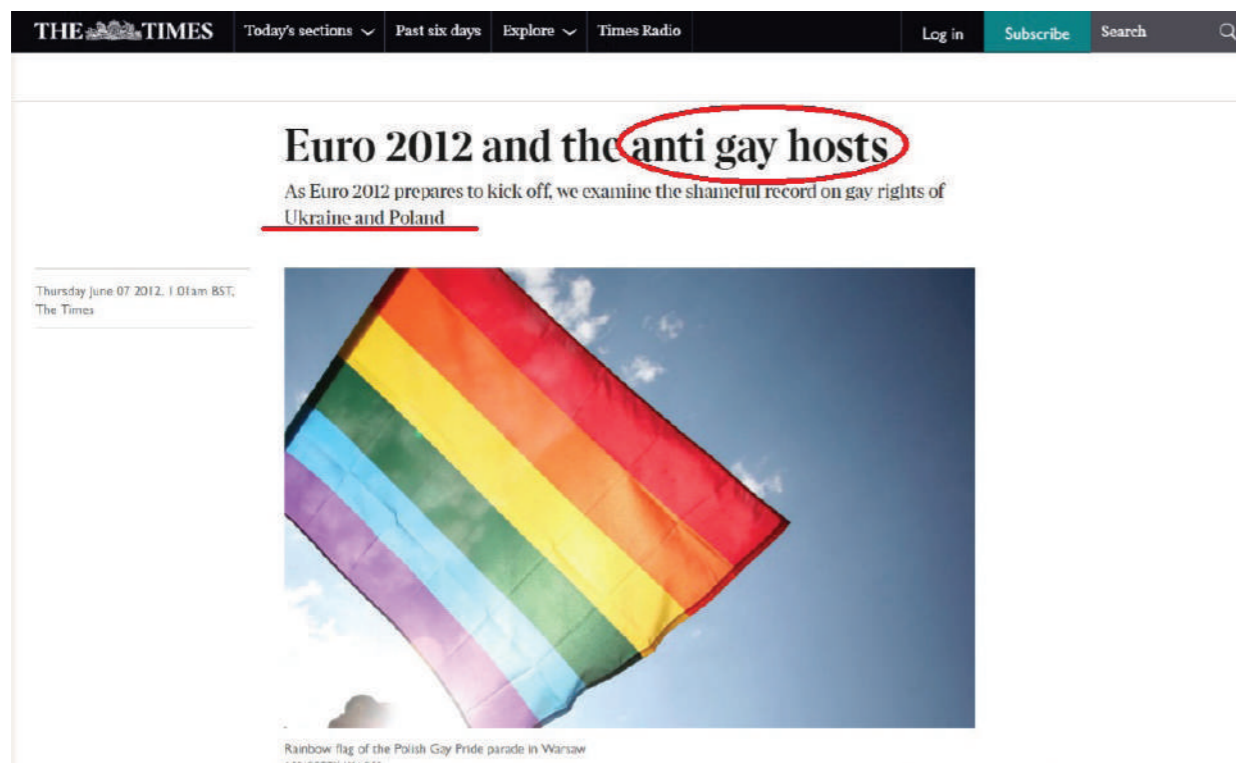 THE TIMES Today's sections Past six days Explore Times Radio Log in Subscribe Search
Euro 2012 and the anti gay hosts
As Euro 2012 prepares to kick off, we examine the shameful record on gay rights of
Ukraine and Poland
Thursday June 07 2012, 1.01am BST,
The Times
Rainbow flag of the Polish Gay Pride parade in Warsaw